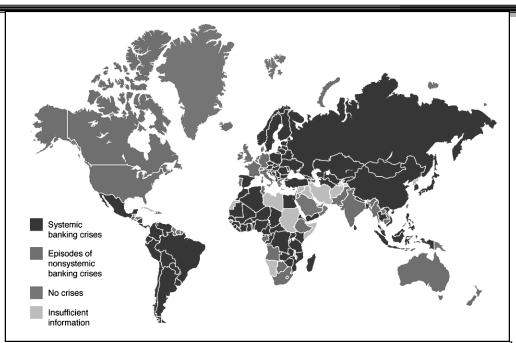 Systemic
banking crises
Episodes of
nonsystemic
banking crises
No crises
Insufficient
information